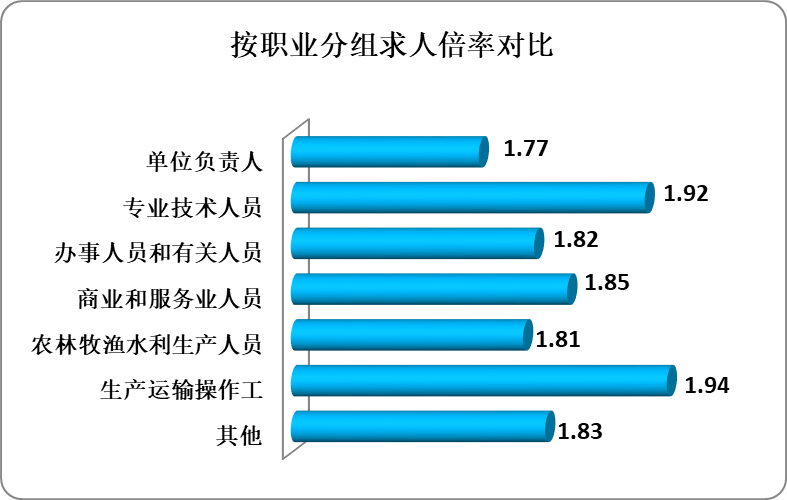 按职业分组求人倍率对比
单位负责人 1.77
专业技术人员 1.92
办事人员和有关人员 1.82
商业和服务业人员 1.85
农林牧渔水利生产人员 1.81
生产运输操作工 1.94
其他 1.83